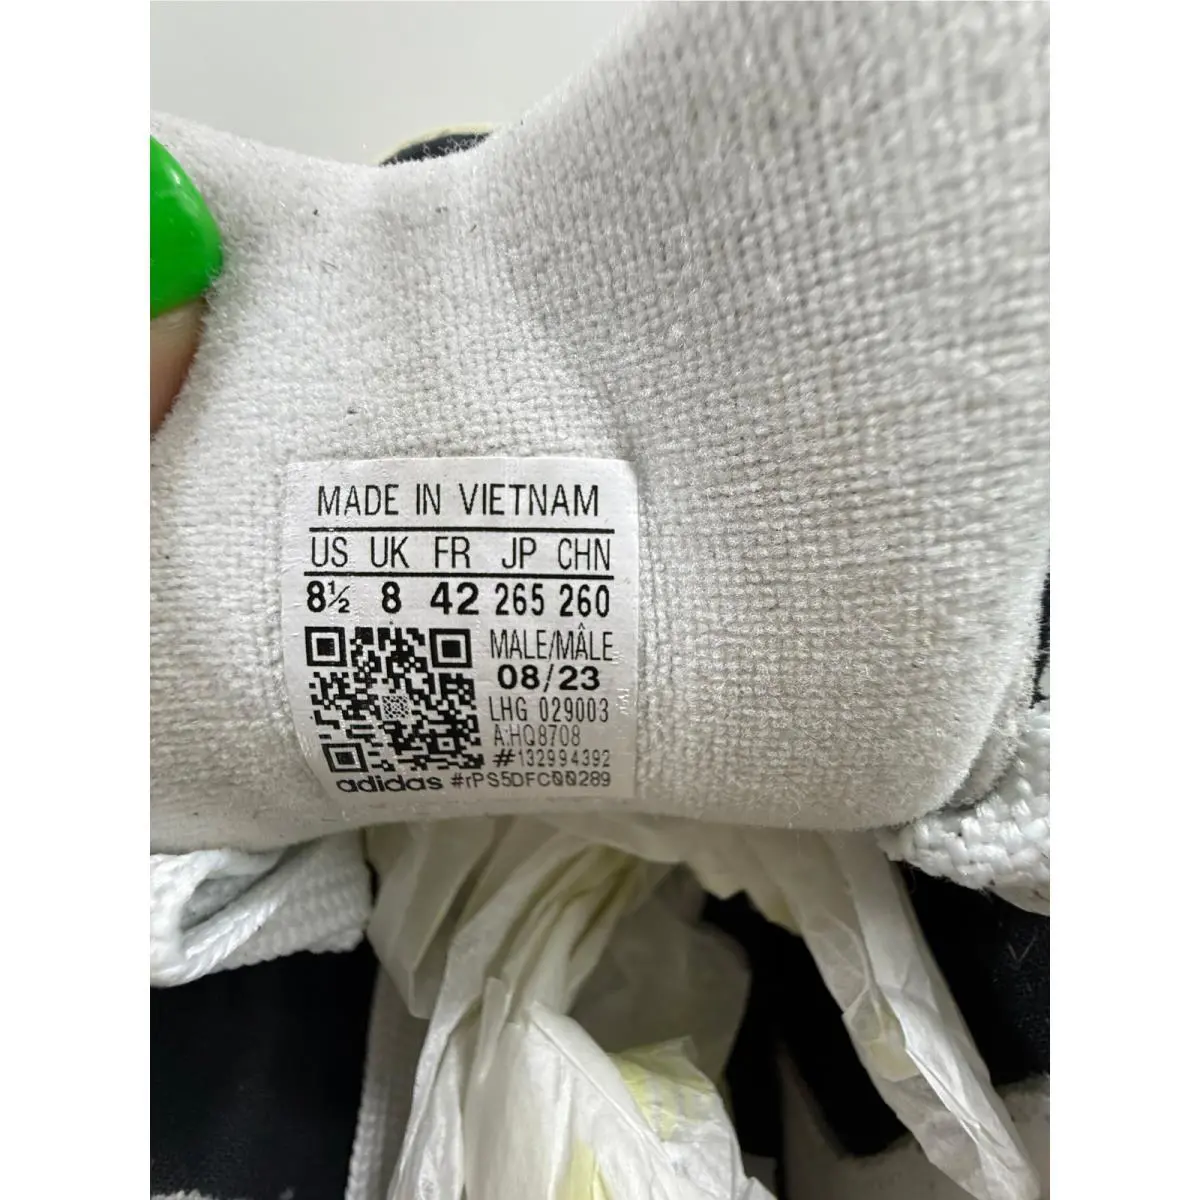 MADE IN VIETNAM
US UK FR JP CHN
8½ 8 42 265 260
MALE/MÂLE
08/23
LHG 029003
A:HQ8708
#132994392
adidas #rPS5DFC00289